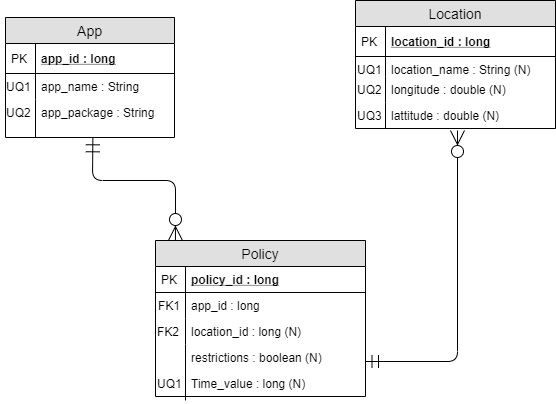 App
PK app_id : long
UQ1 app_name : String
UQ2 app_package : String
Location
PK location_id : long
UQ1 location_name : String (N)
UQ2 longitude : double (N)
UQ3 lattitude : double (N)
Policy
PK policy_id : long
FK1 app_id : long
FK2 location_id : long (N)
restrictions : boolean (N)
UQ1 Time_value : long (N)